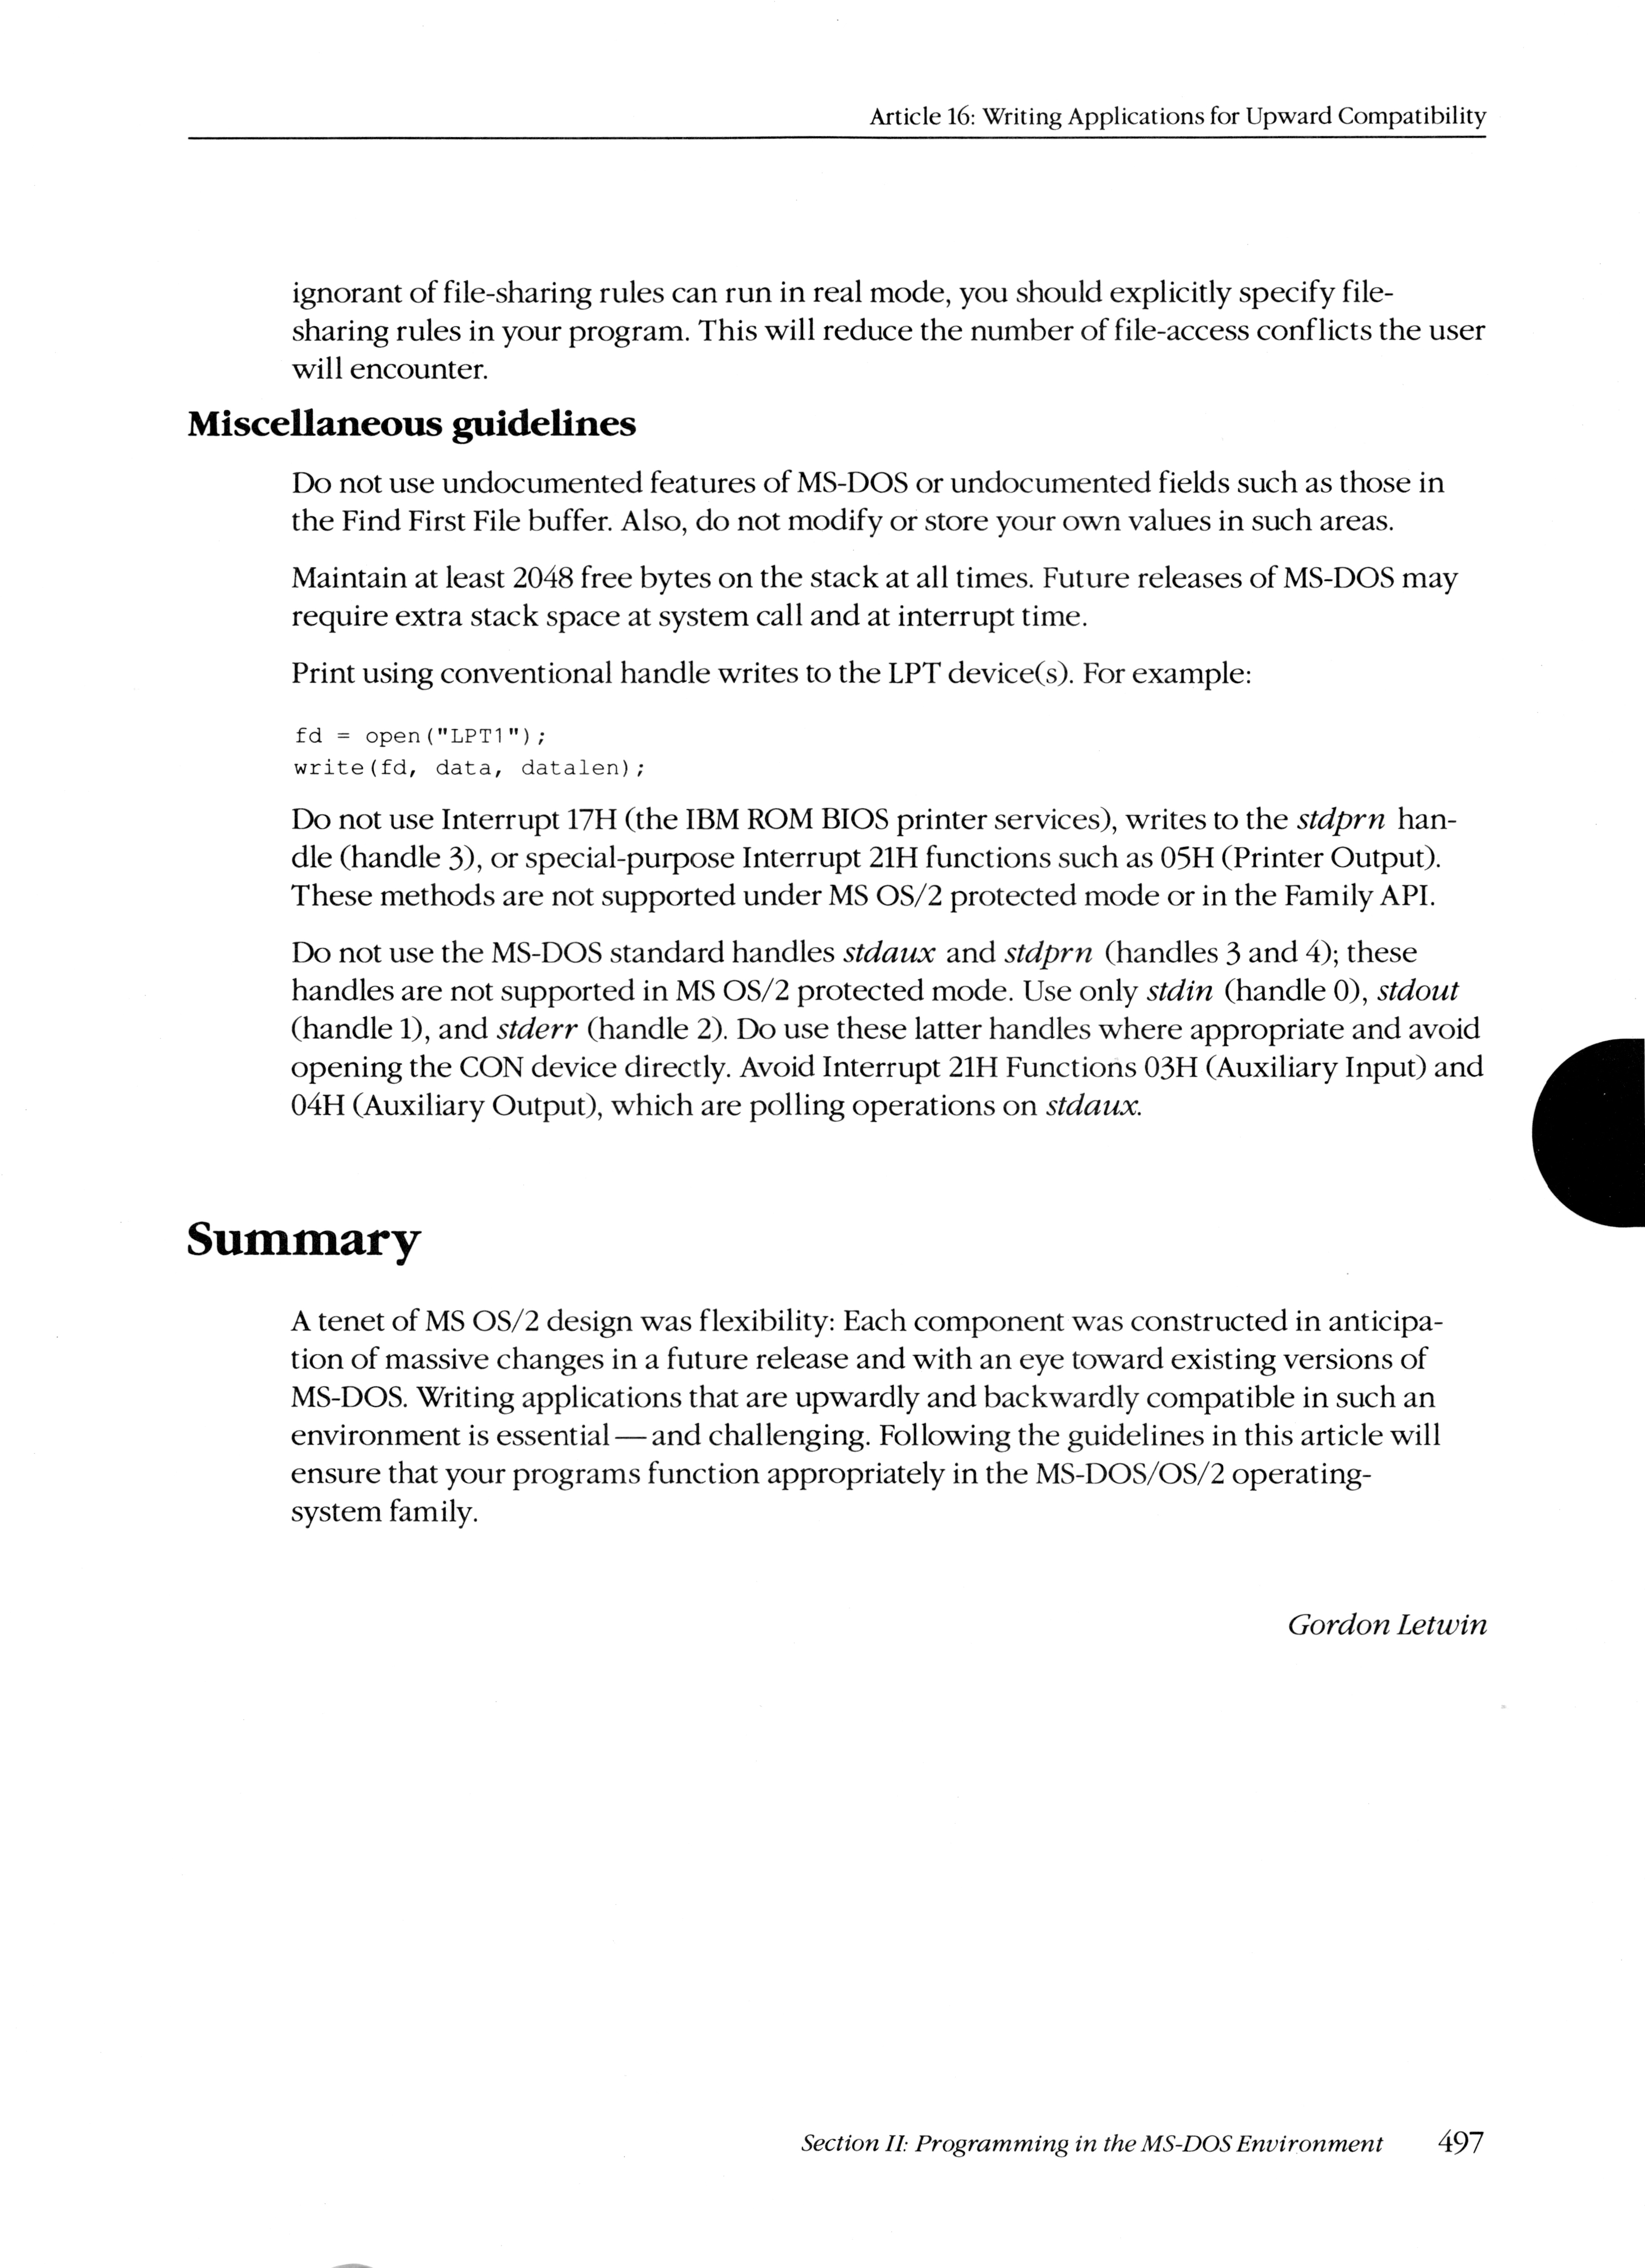 Article 16: Writing Applications for Upward Compatibility
ignorant of file-sharing rules can run in real mode, you should explicitly specify file-
sharing rules in your program. This will reduce the number of file-access conflicts the user
will encounter.
Miscellaneous guidelines
Do not use undocumented features of MS-DOS or undocumented fields such as those in
the Find First File buffer. Also, do not modify or store your own values in such areas.
Maintain at least 2048 free bytes on the stack at all times. Future releases of MS-DOS may
require extra stack space at system call and at interrupt time.
Print using conventional handle writes to the LPT device(s). For example:
fd = open("LPT1");
write(fd, data, datalen);
Do not use Interrupt 17H (the IBM ROM BIOS printer services), writes to the stdprn han-
dle (handle 3), or special-purpose Interrupt 21H functions such as 05H (Printer Output).
These methods are not supported under MS OS/2 protected mode or in the Family API.
Do not use the MS-DOS standard handles stdaux and stdprn (handles 3 and 4); these
handles are not supported in MS OS/2 protected mode. Use only stdin (handle 0), stdout
(handle 1), and stderr (handle 2). Do use these latter handles where appropriate and avoid
opening the CON device directly. Avoid Interrupt 21H Functions 03H (Auxiliary Input) and
04H (Auxiliary Output), which are polling operations on stdaux.
Summary
A tenet of MS OS/2 design was flexibility: Each component was constructed in anticipa-
tion of massive changes in a future release and with an eye toward existing versions of
MS-DOS. Writing applications that are upwardly and backwardly compatible in such an
environment is essential — and challenging. Following the guidelines in this article will
ensure that your programs function appropriately in the MS-DOS/OS/2 operating-
system family.
Gordon Letwin
Section II: Programming in the MS-DOS Environment 497